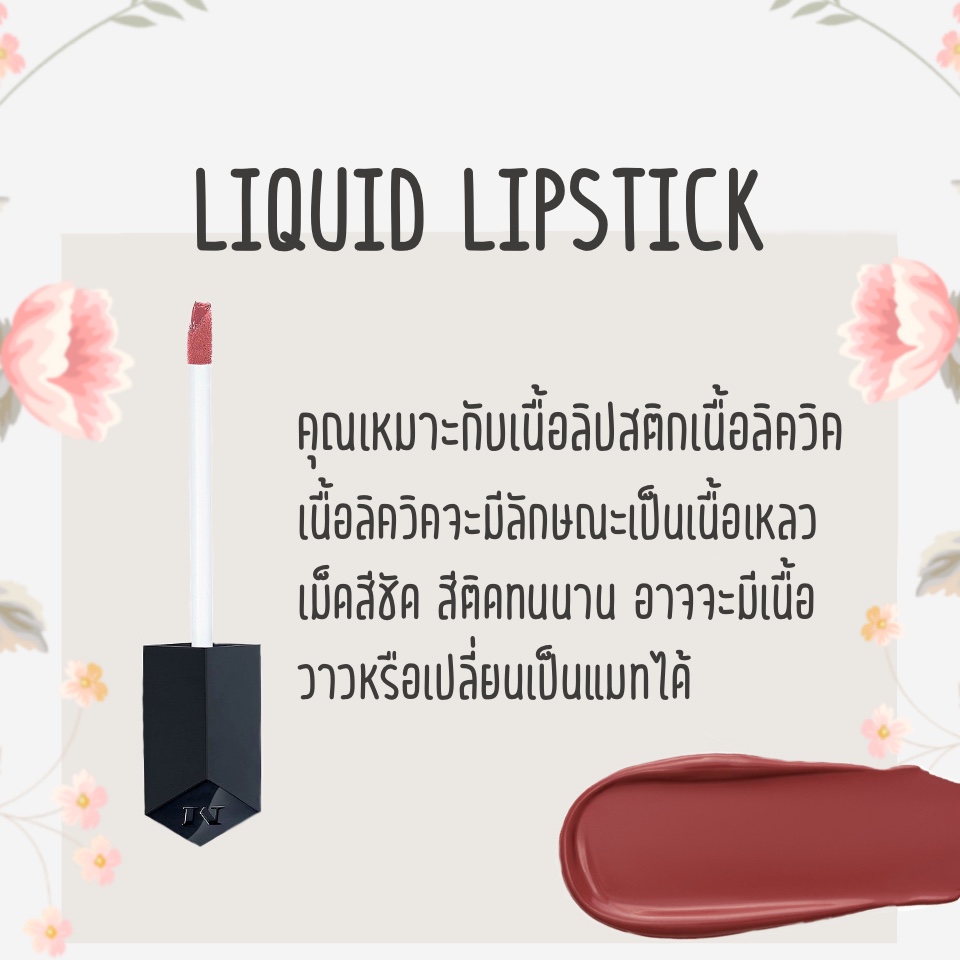 LIQUID LIPSTICK
คุณเหมาะกับเนื้อลิปสติกเนื้อลิควิค
เนื้อลิควิคจะมีลักษณะเป็นเนื้อเหลว
เม็คสีชัค สีติคทนนาน อาจจะมีเนื้อ
วาวหรือเปลี่ยนเป็นแมทได้